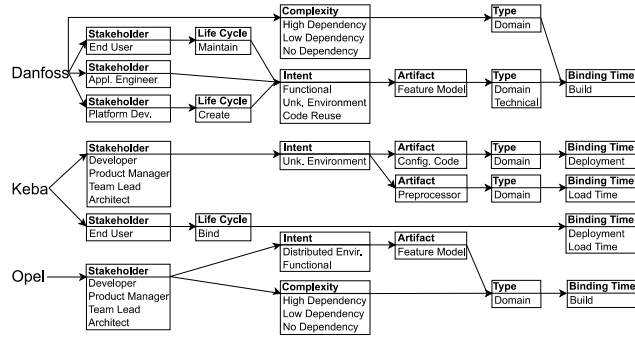 Complexity
High Dependency
Low Dependency
No Dependency
Type
Domain
Stakeholder
End User
Life Cycle
Maintain
Danfoss
Stakeholder
Appl. Engineer
Intent
Functional
Unk. Environment
Code Reuse
Artifact
Feature Model
Type
Domain
Technical
Binding Time
Build
Stakeholder
Platform Dev.
Life Cycle
Create
Keba
Stakeholder
Developer
Product Manager
Team Lead
Architect
Intent
Unk. Environment
Artifact
Config. Code
Type
Domain
Binding Time
Deployment
Artifact
Preprocessor
Type
Domain
Binding Time
Load Time
Stakeholder
End User
Life Cycle
Bind
Binding Time
Deployment
Load Time
Opel
Stakeholder
Developer
Product Manager
Team Lead
Architect
Intent
Distributed Envir.
Functional
Artifact
Feature Model
Complexity
High Dependency
Low Dependency
No Dependency
Type
Domain
Binding Time
Build